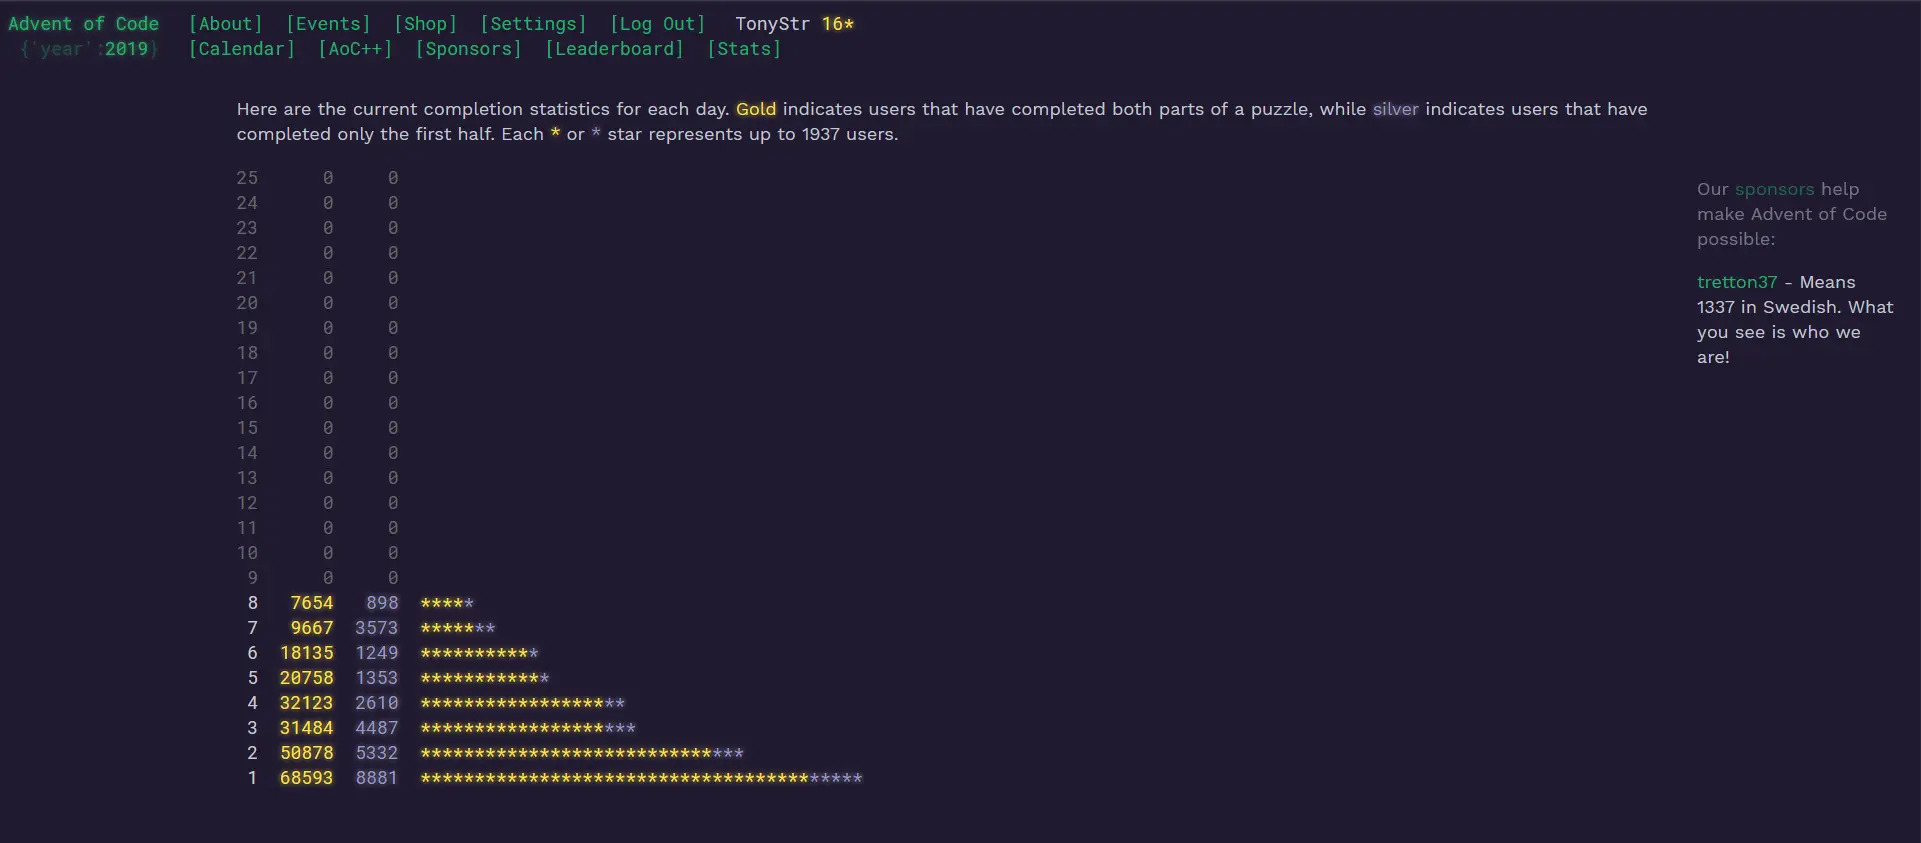 Advent of Code [About] [Events] [Shop] [Settings] [Log Out] TonyStr 16*
{'year':2019} [Calendar] [AoC++] [Sponsors] [Leaderboard] [Stats]
Here are the current completion statistics for each day. Gold indicates users that have completed both parts of a puzzle, while silver indicates users that have
completed only the first half. Each * or * star represents up to 1937 users.
25 0 0
24 0 0
23 0 0
22 0 0
21 0 0
20 0 0
19 0 0
18 0 0
17 0 0
16 0 0
15 0 0
14 0 0
13 0 0
12 0 0
11 0 0
10 0 0
9 0 0
8 7654 898 *****
7 9667 3573 *******
6 18135 1249 ***********
5 20758 1353 ************
4 32123 2610 *******************
3 31484 4487 ********************
2 50878 5332 ******************************
1 68593 8881 *****************************************
Our sponsors help
make Advent of Code
possible:
tretton37 - Means
1337 in Swedish. What
you see is who we
are!